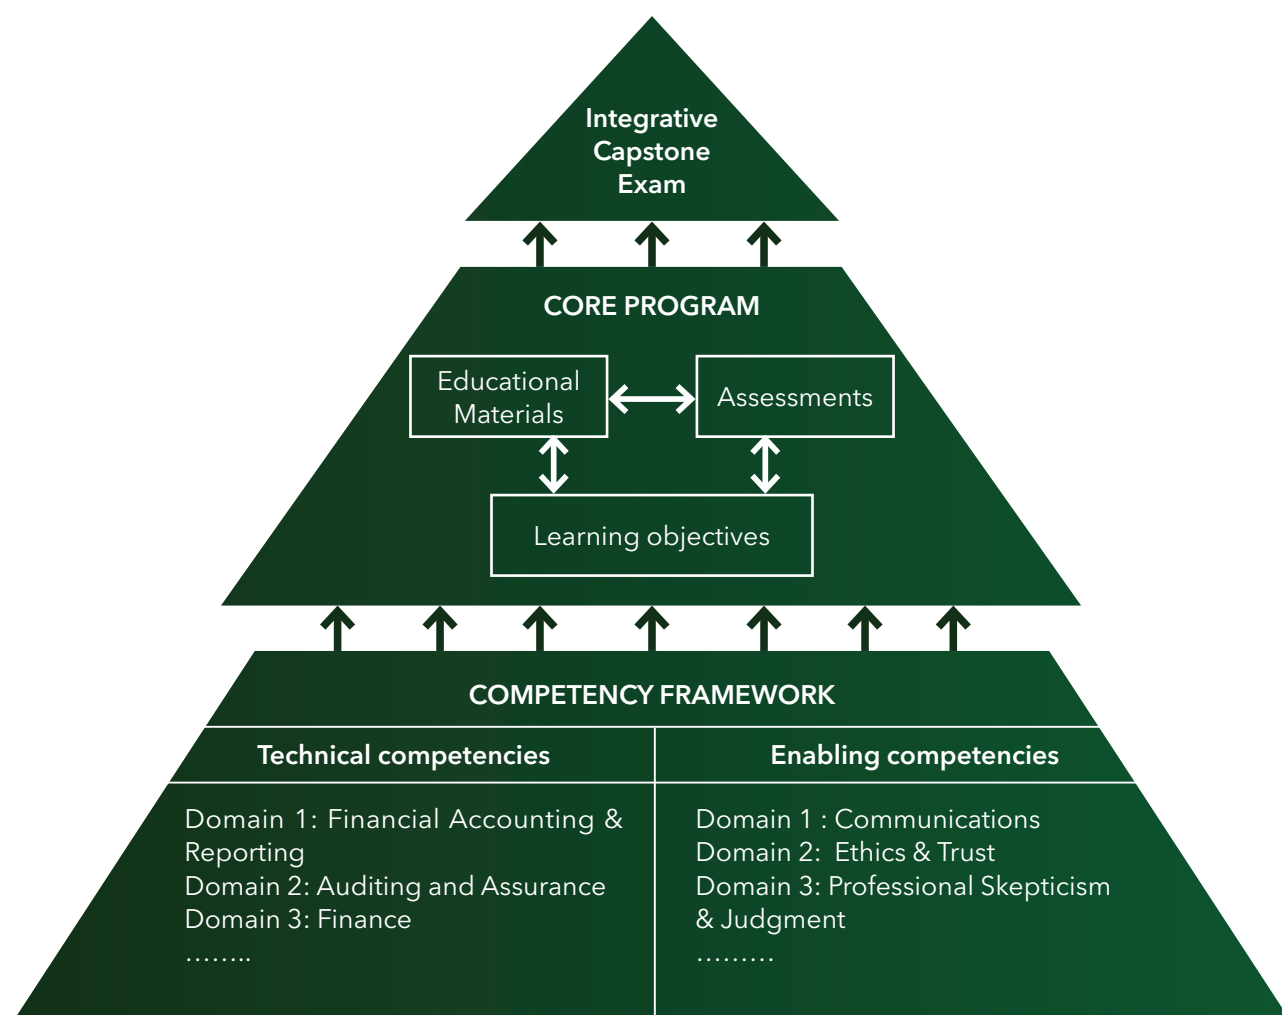 Integrative
Capstone
Exam
CORE PROGRAM
Educational
Materials
Assessments
Learning objectives
COMPETENCY FRAMEWORK
Technical competencies
Enabling competencies
Domain 1: Financial Accounting &
Reporting
Domain 2: Auditing and Assurance
Domain 3: Finance
……..
Domain 1 : Communications
Domain 2:  Ethics & Trust
Domain 3: Professional Skepticism
& Judgment
………